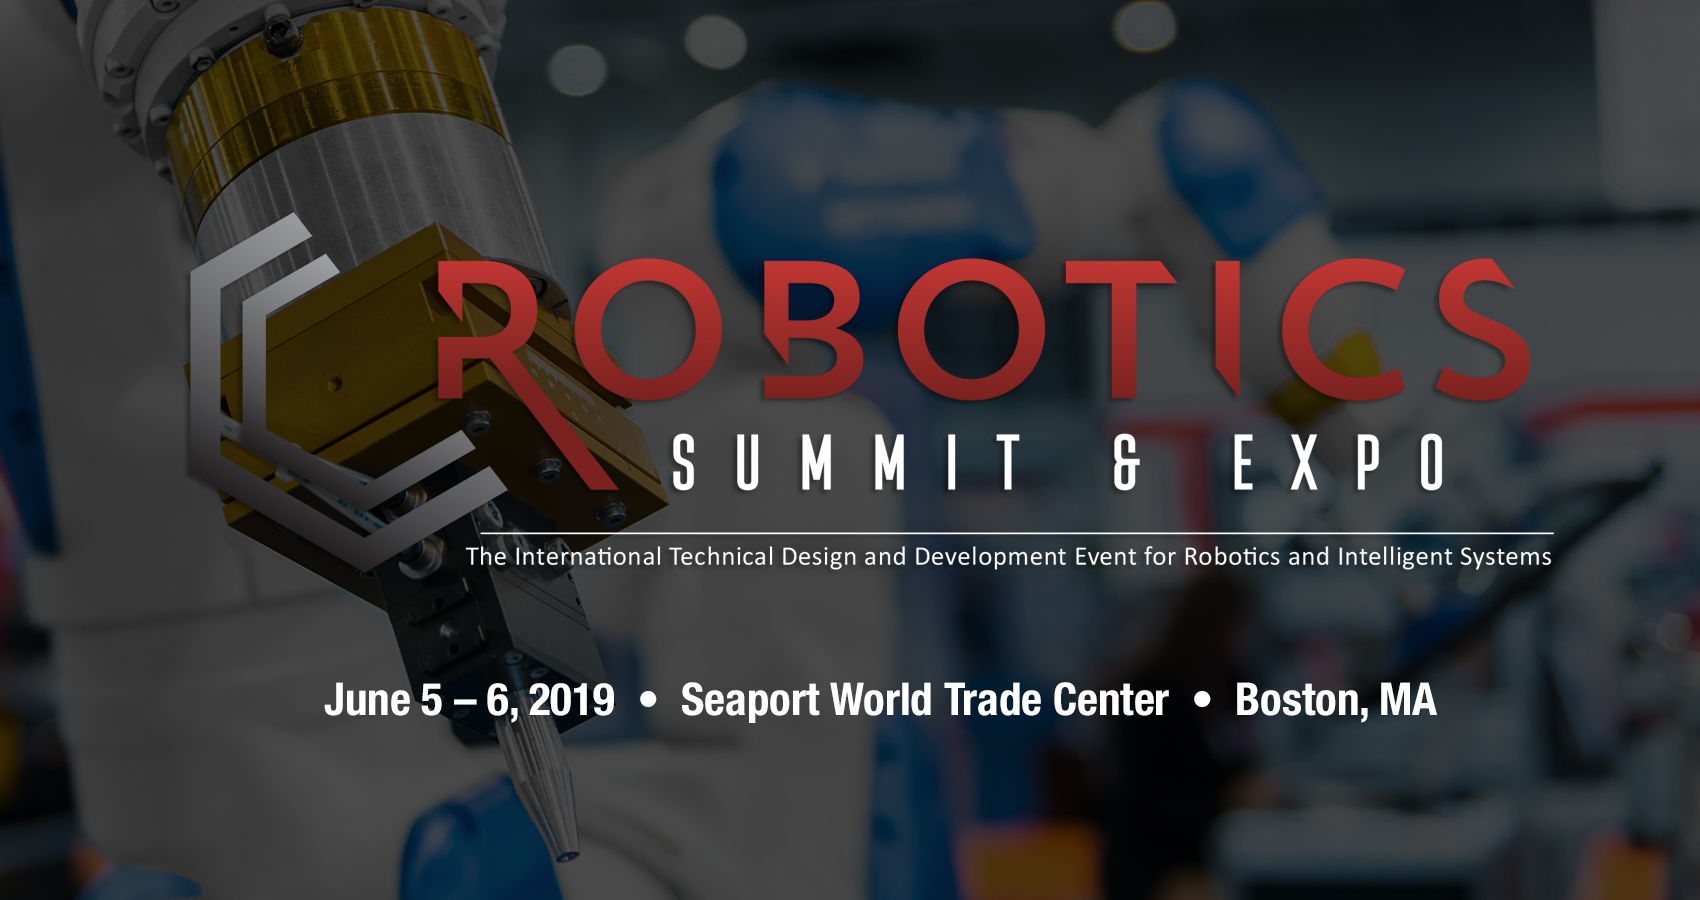 ROBOTICS
SUMMIT & EXPO
The International Technical Design and Development Event for Robotics and Intelligent Systems
June 5 – 6, 2019 • Seaport World Trade Center • Boston, MA